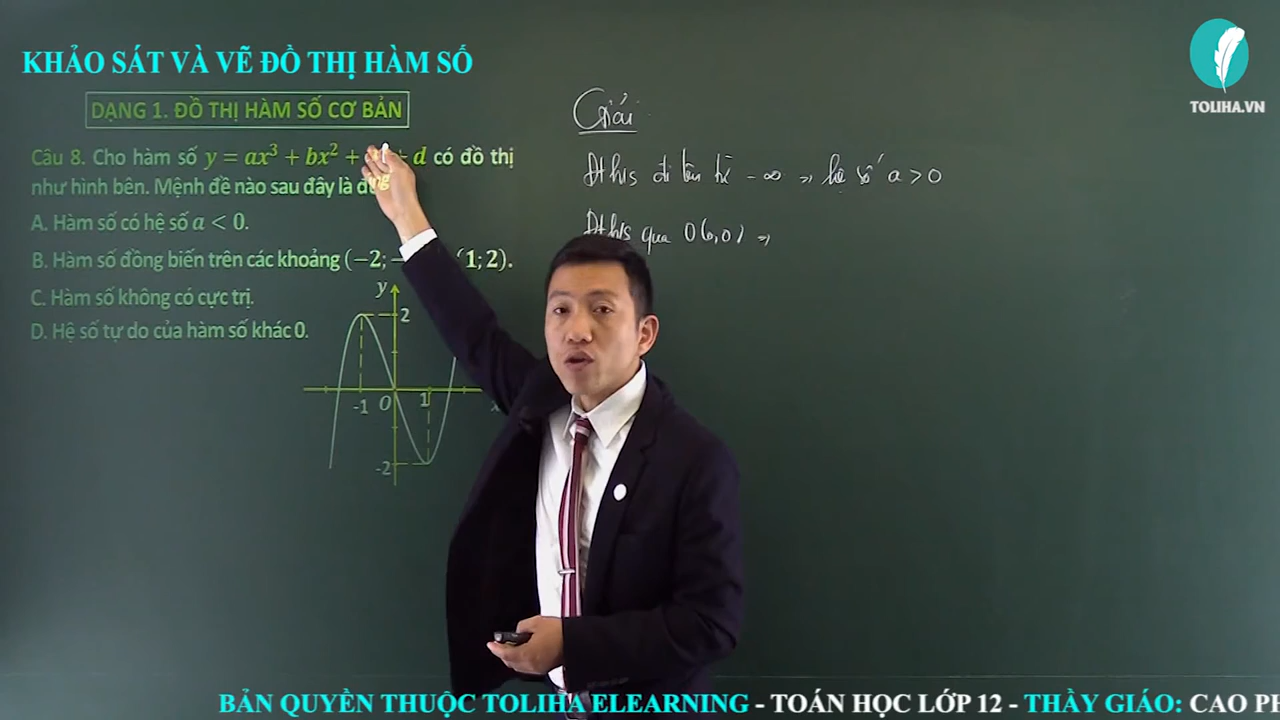 KHẢO SÁT VÀ VẼ ĐỒ THỊ HÀM SỐ
TOLIHA.VN
DẠNG 1. ĐỒ THỊ HÀM SỐ CƠ BẢN
Câu 8. Cho hàm số y = ax³ + bx² + + d có đồ thị
như hình bên. Mệnh đề nào sau đây là
A. Hàm số có hệ số a < 0.
B. Hàm số đồng biến trên các khoảng (−2; − (1; 2).
C. Hàm số không có cực trị.
D. Hệ số tự do của hàm số khác 0.
y
2
-1 O 1 x
-2
Giải
Đthị s đi lên từ -∞ => hệ số a > 0
Đths qua O(0,0) =>
BẢN QUYỀN THUỘC TOLIHA ELEARNING - TOÁN HỌC LỚP 12 - THẦY GIÁO: CAO